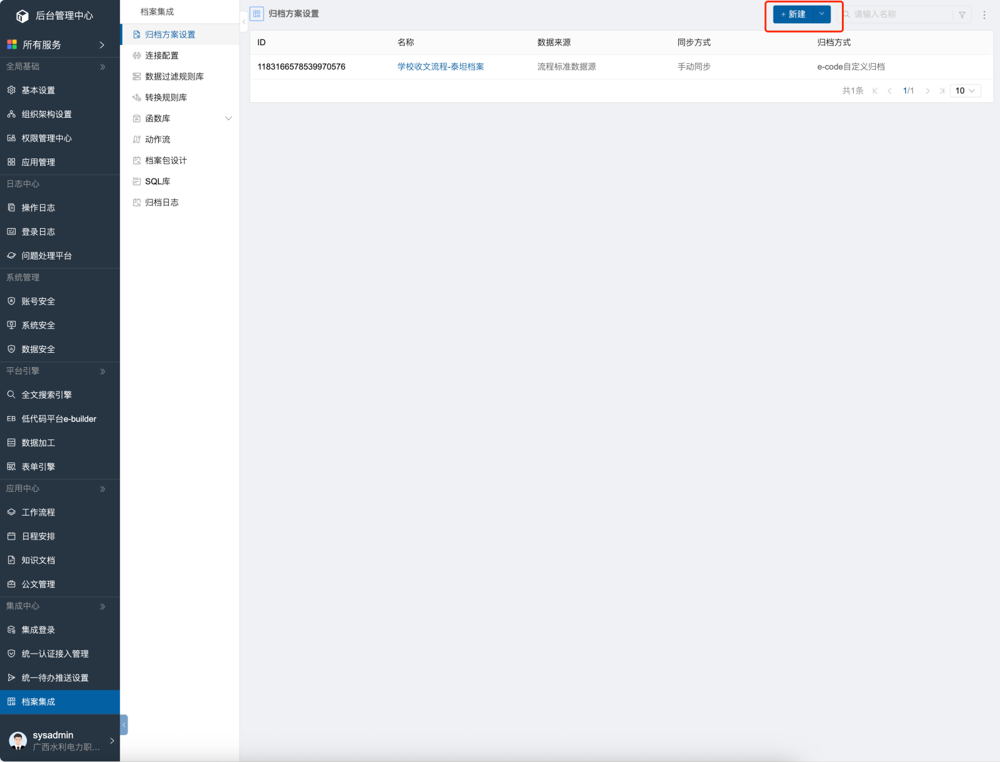 后台管理中心
所有服务
全局基础
基本设置
组织架构设置
权限管理中心
应用管理
日志中心
操作日志
登录日志
问题处理平台
系统管理
账号安全
系统安全
数据安全
平台引擎
全文搜索引擎
EB 低代码平台e-builder
数据加工
表单引擎
应用中心
工作流程
日程安排
知识文档
公文管理
集成中心
集成登录
统一认证接入管理
统一待办推送设置
档案集成
sysadmin
广西水利电力职...
档案集成
归档方案设置
连接配置
数据过滤规则库
转换规则库
函数库
动作流
档案包设计
SQL库
归档日志
归档方案设置
+ 新建
请输入名称
ID 名称 数据来源 同步方式 归档方式
1183166578539970576 学校收文流程-泰坦档案 流程标准数据源 手动同步 e-code自定义归档
共1条 1/1 10